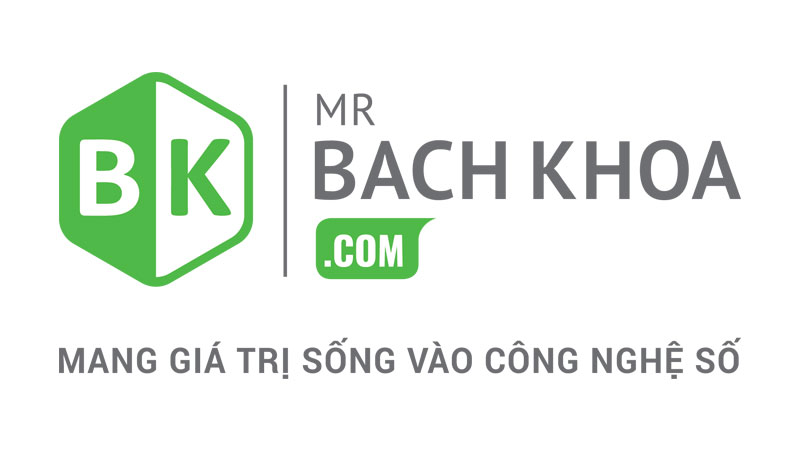 BK
MR
BACH KHOA
.COM
MANG GIÁ TRỊ SỐNG VÀO CÔNG NGHỆ SỐ